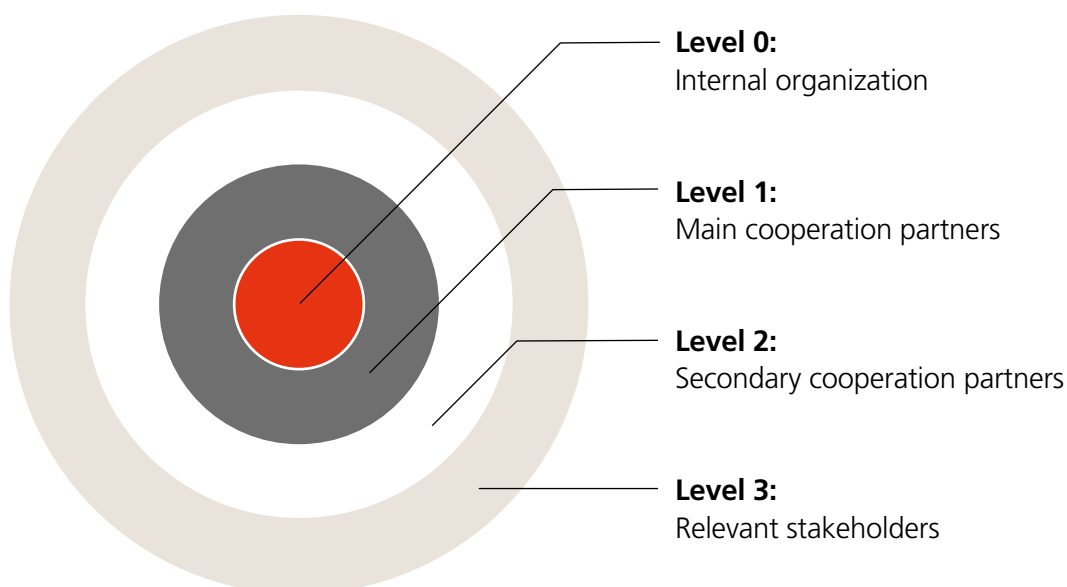 Level 0:
Internal organization
Level 1:
Main cooperation partners
Level 2:
Secondary cooperation partners
Level 3:
Relevant stakeholders